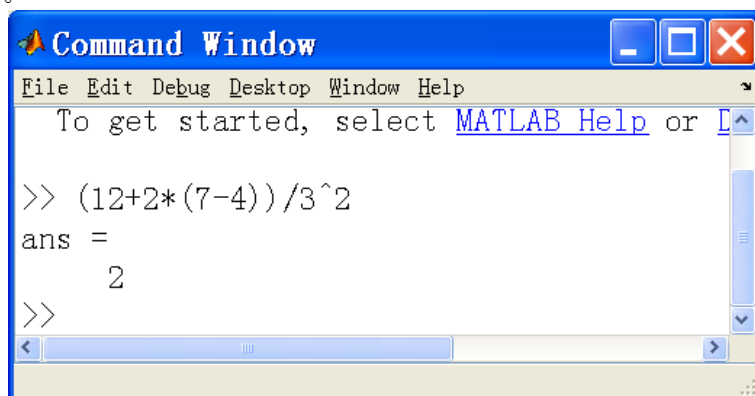 Command Window
File Edit Debug Desktop Window Help
To get started, select MATLAB Help or
>> (12+2*(7-4))/3^2
ans =
2
>>